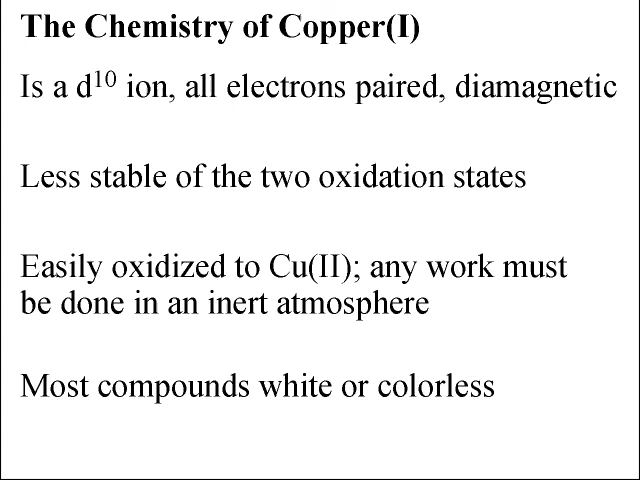 The Chemistry of Copper(I)
Is a d¹⁰ ion, all electrons paired, diamagnetic
Less stable of the two oxidation states
Easily oxidized to Cu(II); any work must
be done in an inert atmosphere
Most compounds white or colorless